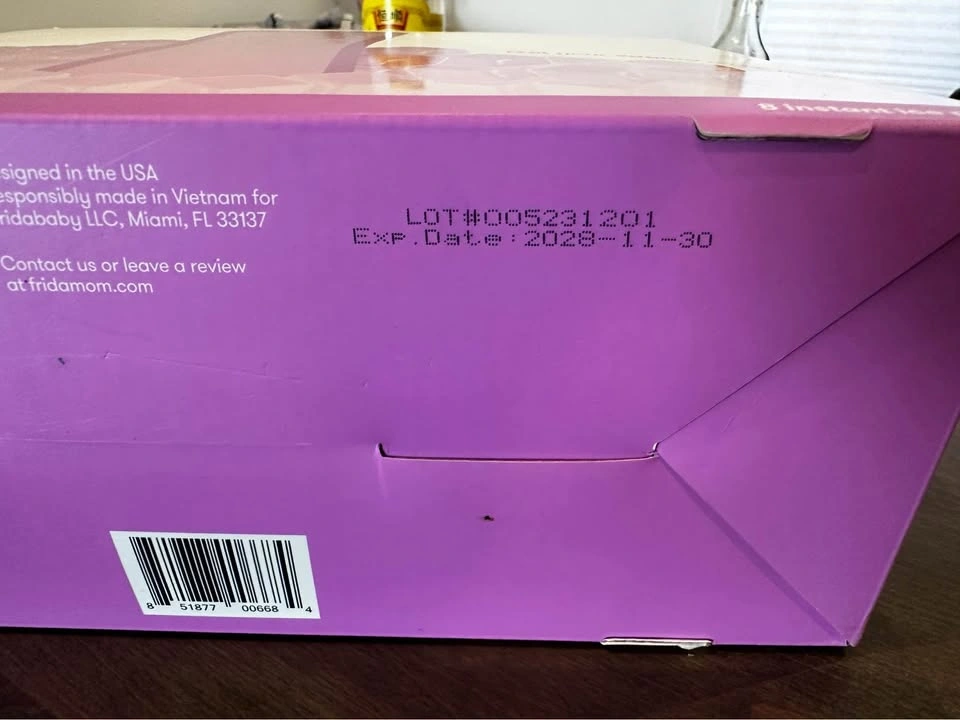 8 instant ice
signed in the USA
esponsibly made in Vietnam for
ridababy LLC, Miami, FL 33137
Contact us or leave a review
at fridamom.com
LOT#005231201
Exp.Date:2028-11-30
8 51877 00668 4